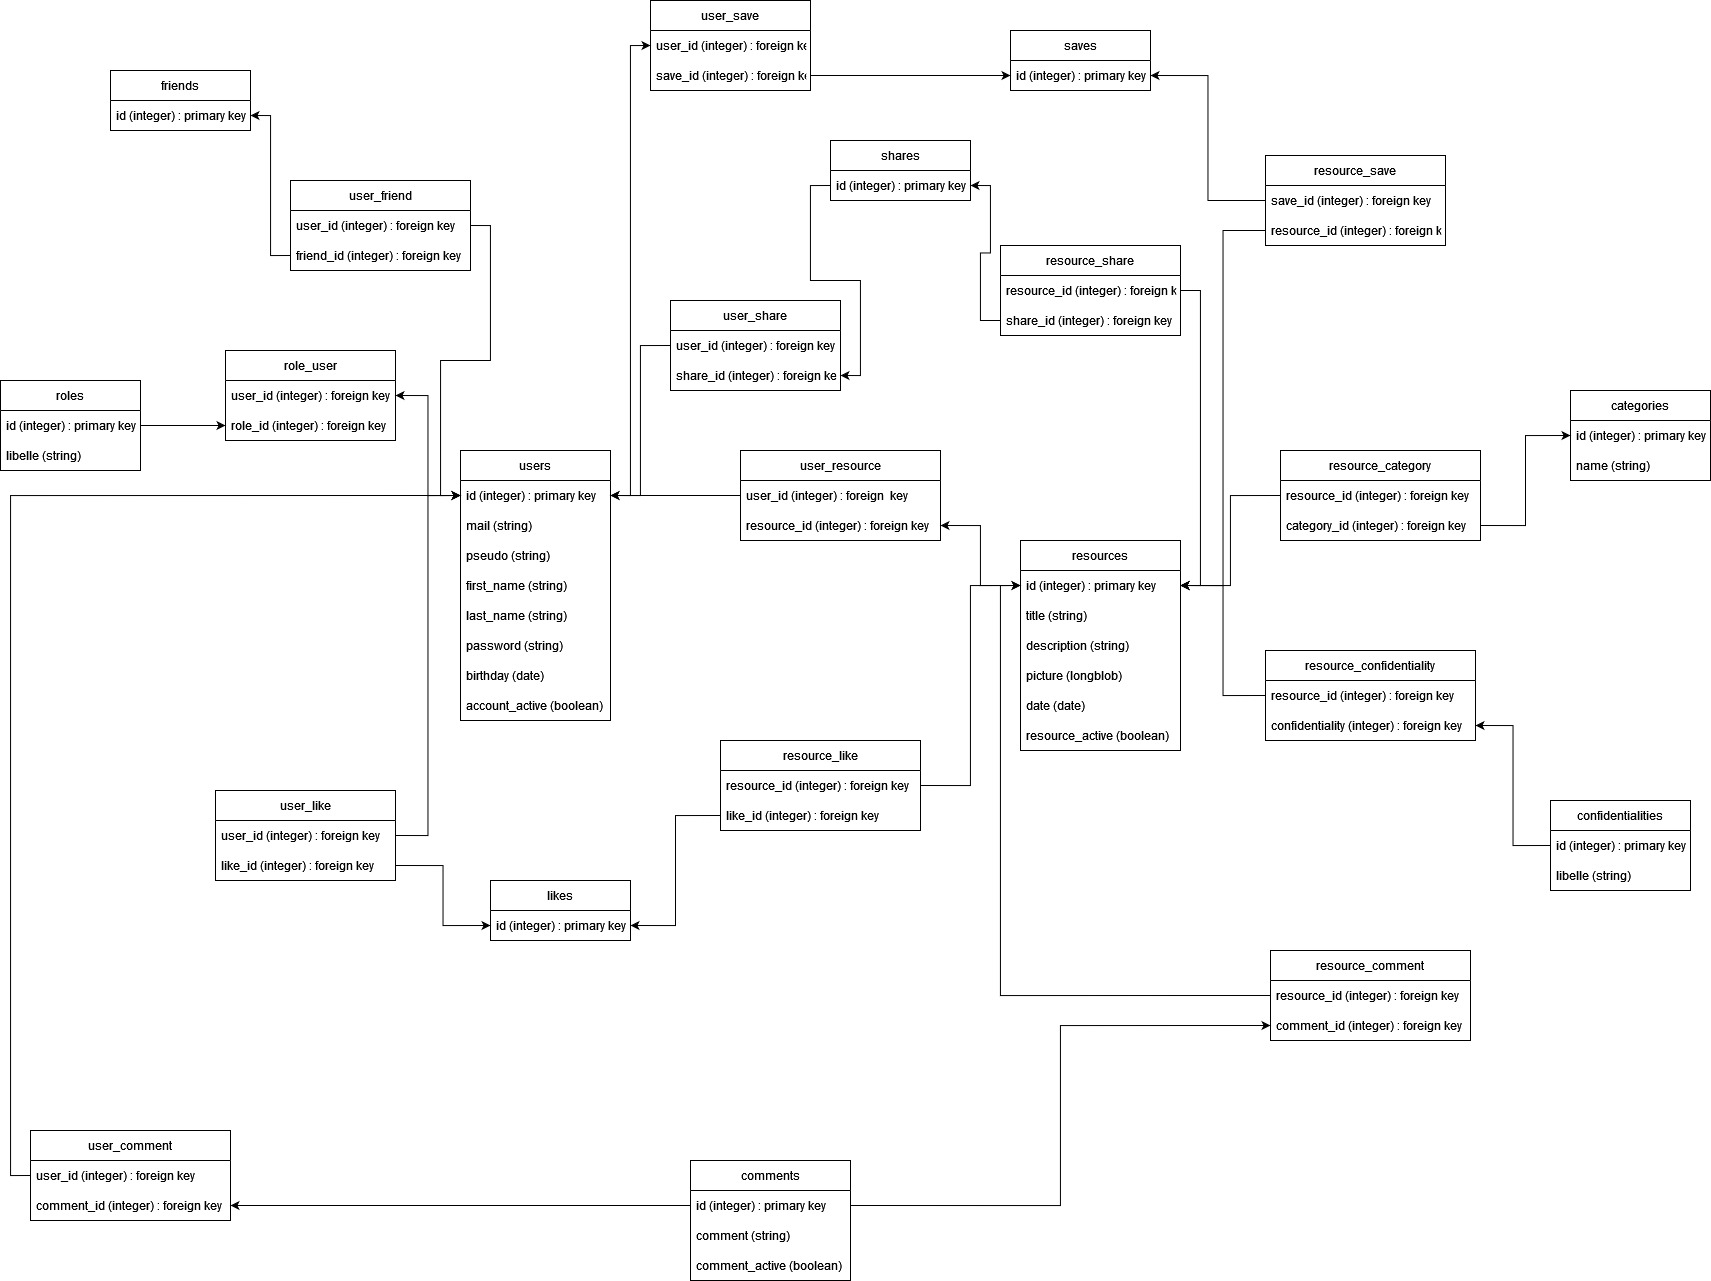 user_save
user_id (integer) : foreign ke
save_id (integer) : foreign ke
saves
id (integer) : primary key
friends
id (integer) : primary key
shares
id (integer) : primary key
resource_save
save_id (integer) : foreign key
resource_id (integer) : foreign k
user_friend
user_id (integer) : foreign key
friend_id (integer) : foreign key
resource_share
resource_id (integer) : foreign k
share_id (integer) : foreign key
user_share
user_id (integer) : foreign key
share_id (integer) : foreign ke
role_user
user_id (integer) : foreign key
role_id (integer) : foreign key
roles
id (integer) : primary key
libelle (string)
categories
id (integer) : primary key
name (string)
users
id (integer) : primary key
mail (string)
pseudo (string)
first_name (string)
last_name (string)
password (string)
birthday (date)
account_active (boolean)
user_resource
user_id (integer) : foreign  key
resource_id (integer) : foreign key
resource_category
resource_id (integer) : foreign key
category_id (integer) : foreign key
resources
id (integer) : primary key
title (string)
description (string)
picture (longblob)
date (date)
resource_active (boolean)
resource_confidentiality
resource_id (integer) : foreign key
confidentiality (integer) : foreign key
resource_like
resource_id (integer) : foreign key
like_id (integer) : foreign key
user_like
user_id (integer) : foreign key
like_id (integer) : foreign key
confidentialities
id (integer) : primary key
libelle (string)
likes
id (integer) : primary key
resource_comment
resource_id (integer) : foreign key
comment_id (integer) : foreign key
user_comment
user_id (integer) : foreign key
comment_id (integer) : foreign key
comments
id (integer) : primary key
comment (string)
comment_active (boolean)